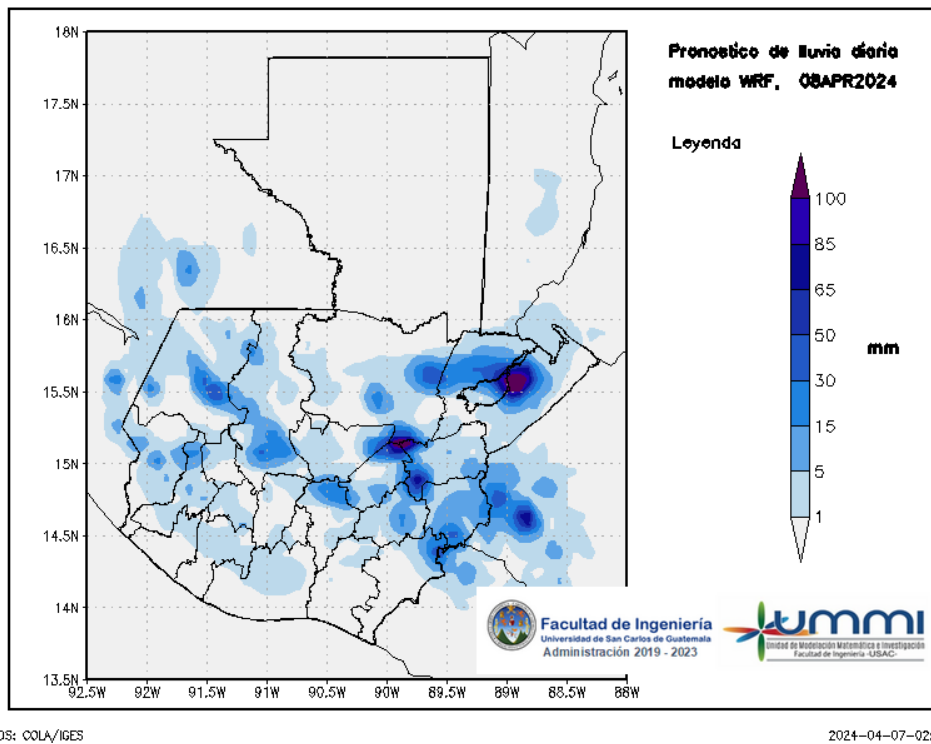 Pronostico de lluvia diaria
modelo WRF, 08APR2024
Leyenda
100
85
65
50
30
15
5
1
mm
18N
17.5N
17N
16.5N
16N
15.5N
15N
14.5N
14N
13.5N
92.5W 92W 91.5W 91W 90.5W 90W 89.5W 89W 88.5W 88W
Facultad de Ingeniería
Universidad de San Carlos de Guatemala
Administración 2019 - 2023
ummi
Unidad de Modelación Matemática e Investigación
Facultad de Ingeniería -USAC-
COLA/IGES
2024-04-07-02